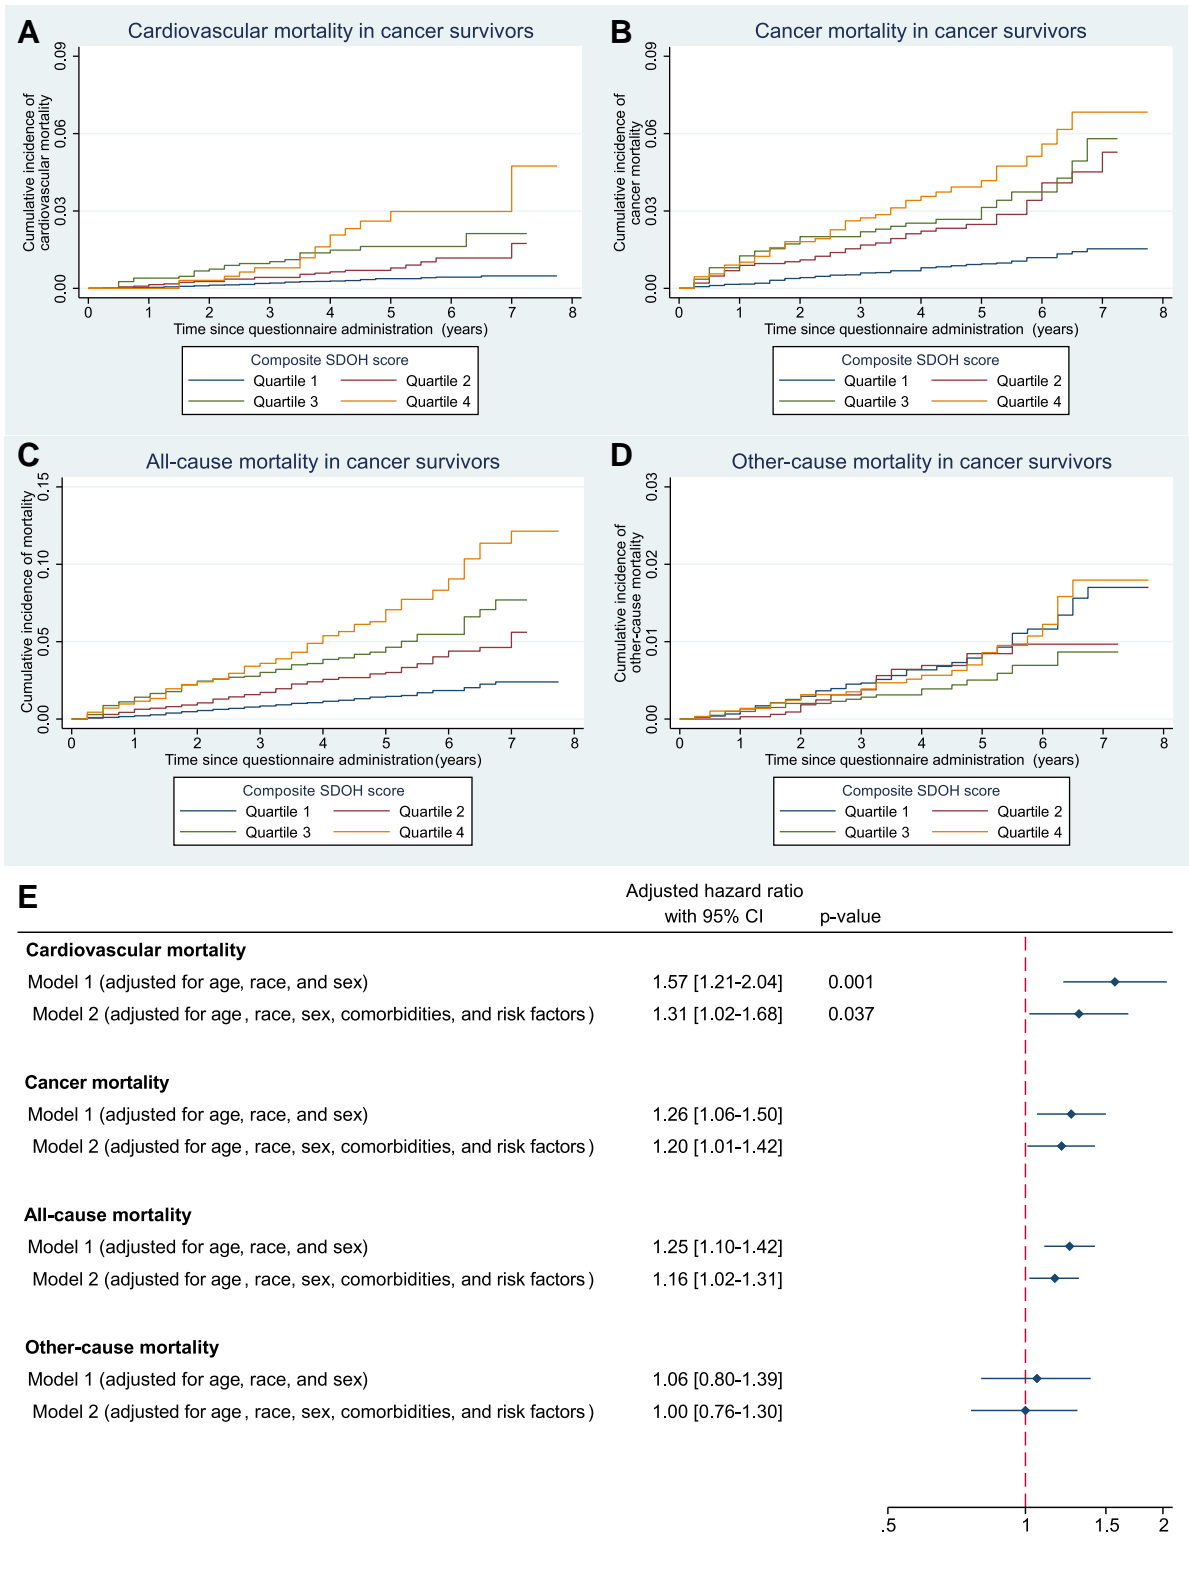 A
Cardiovascular mortality in cancer survivors
Cumulative incidence of
cardiovascular mortality
0.09
0.06
0.03
0.00
0 1 2 3 4 5 6 7 8
Time since questionnaire administration (years)
Composite SDOH score
Quartile 1 Quartile 2
Quartile 3 Quartile 4
B
Cancer mortality in cancer survivors
Cumulative incidence of
cancer mortality
0.09
0.06
0.03
0.00
0 1 2 3 4 5 6 7 8
Time since questionnaire administration (years)
Composite SDOH score
Quartile 1 Quartile 2
Quartile 3 Quartile 4
C
All-cause mortality in cancer survivors
Cumulative incidence of mortality
0.15
0.10
0.05
0.00
0 1 2 3 4 5 6 7 8
Time since questionnaire administration(years)
Composite SDOH score
Quartile 1 Quartile 2
Quartile 3 Quartile 4
D
Other-cause mortality in cancer survivors
Cumulative incidence of
other-cause mortality
0.03
0.02
0.01
0.00
0 1 2 3 4 5 6 7 8
Time since questionnaire administration (years)
Composite SDOH score
Quartile 1 Quartile 2
Quartile 3 Quartile 4
E
Adjusted hazard ratio
with 95% CI p-value
Cardiovascular mortality
Model 1 (adjusted for age, race, and sex) 1.57 [1.21-2.04] 0.001
Model 2 (adjusted for age, race, sex, comorbidities, and risk factors) 1.31 [1.02-1.68] 0.037
Cancer mortality
Model 1 (adjusted for age, race, and sex) 1.26 [1.06-1.50]
Model 2 (adjusted for age, race, sex, comorbidities, and risk factors) 1.20 [1.01-1.42]
All-cause mortality
Model 1 (adjusted for age, race, and sex) 1.25 [1.10-1.42]
Model 2 (adjusted for age, race, sex, comorbidities, and risk factors) 1.16 [1.02-1.31]
Other-cause mortality
Model 1 (adjusted for age, race, and sex) 1.06 [0.80-1.39]
Model 2 (adjusted for age, race, sex, comorbidities, and risk factors) 1.00 [0.76-1.30]
.5 1 1.5 2